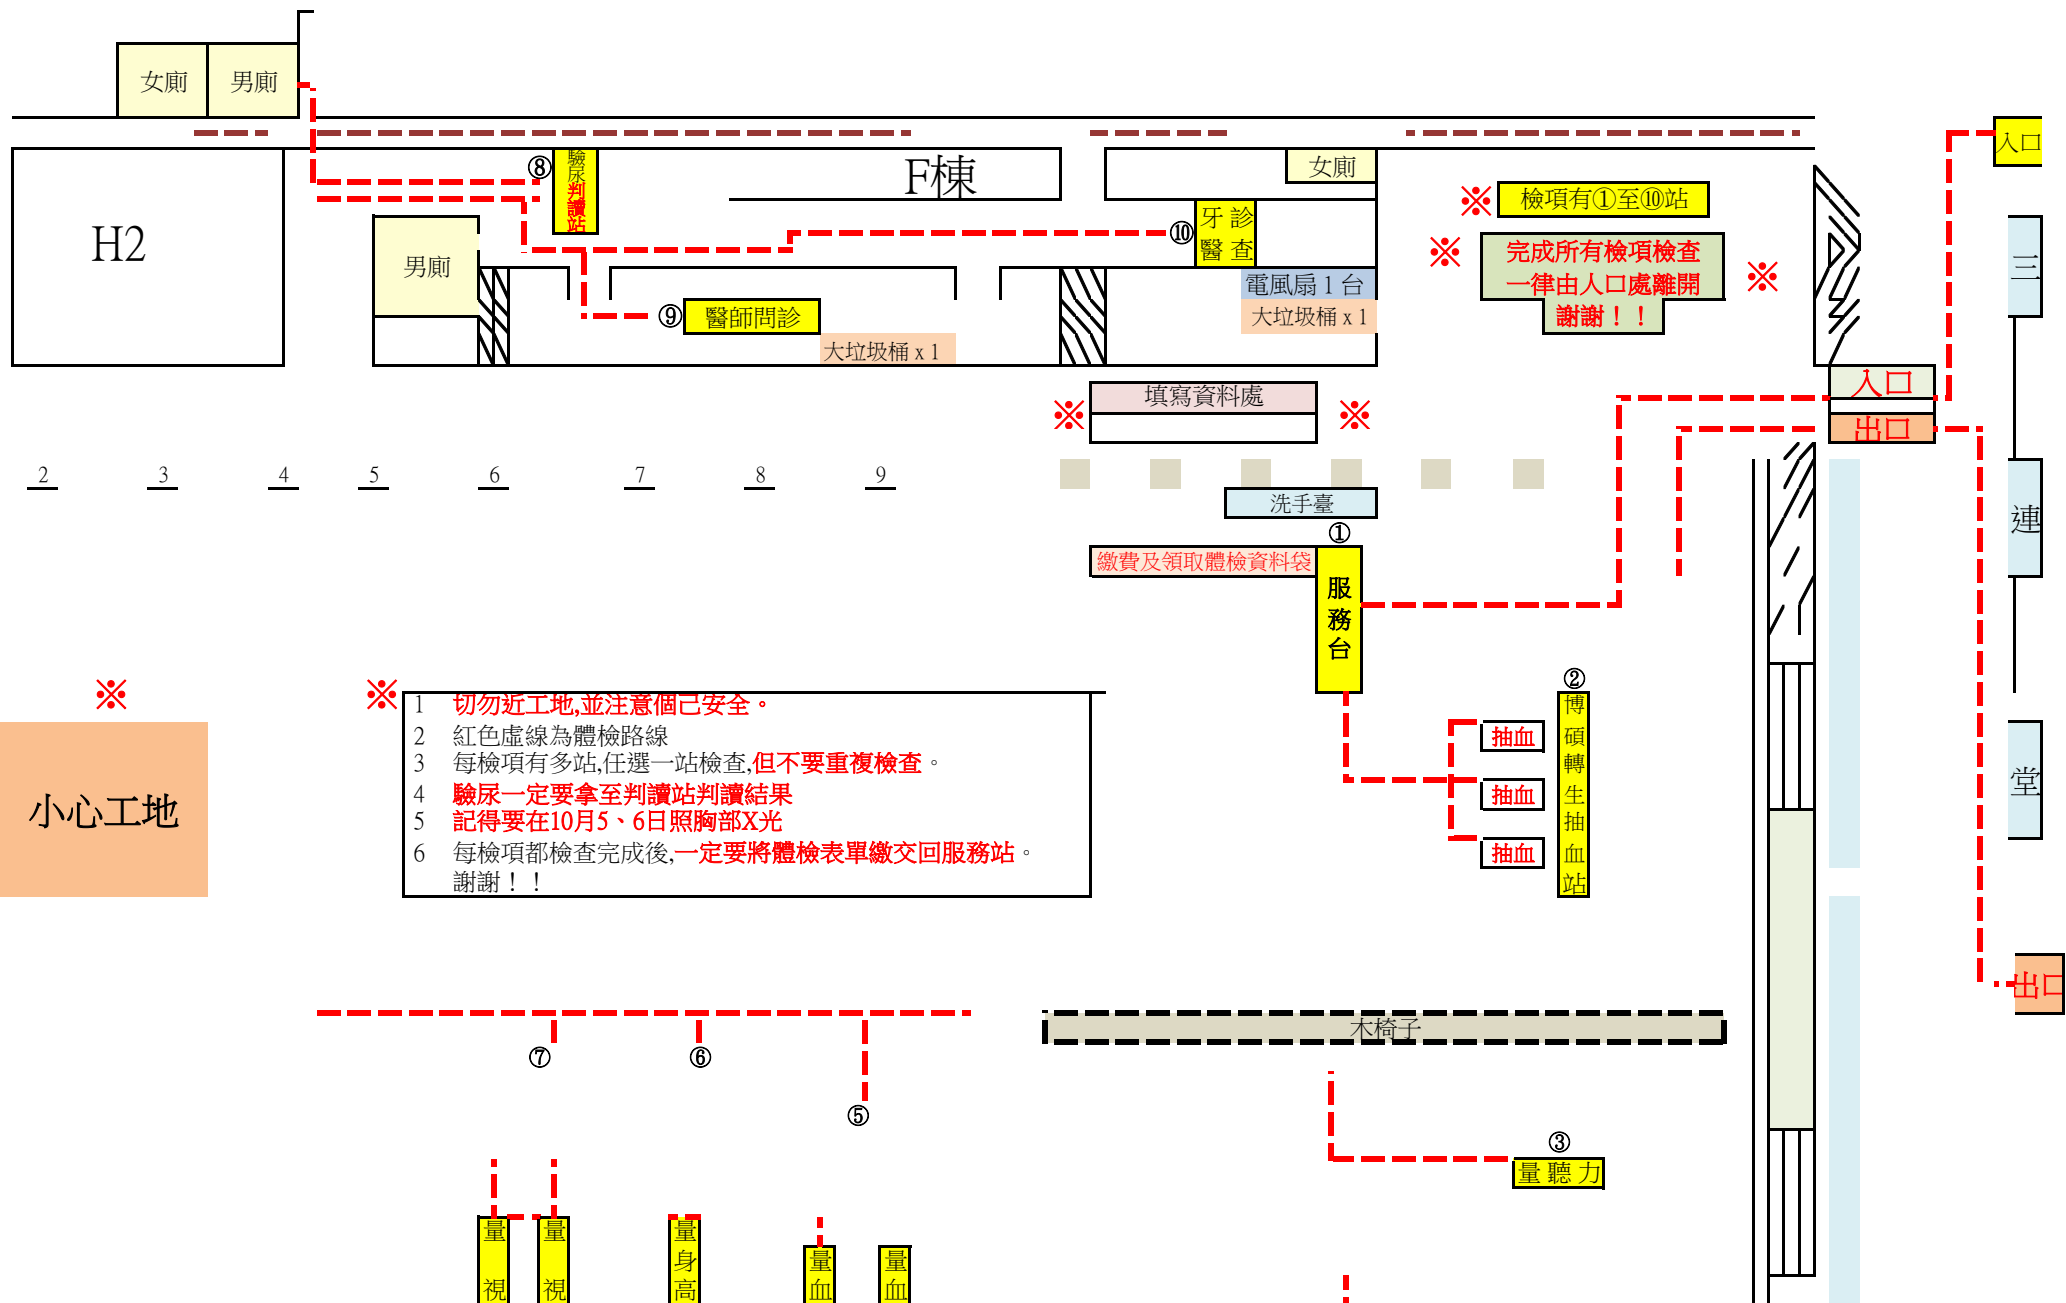 女廁
男廁
入口
⑧
驗尿判讀站
F棟
女廁
※
檢項有①至⑩站
H2
男廁
⑩
牙 診
醫 查
※
完成所有檢項檢查
一律由人口處離開
謝謝！！
※
三
電風扇 1 台
⑨
醫師問診
大垃圾桶 x 1
大垃圾桶 x 1
※
填寫資料處
※
入口
出口
2
3
4
5
6
7
8
9
洗手臺
連
①
繳費及領取體檢資料袋
服務台
※
※
②
1 切勿近工地,並注意個己安全。
2 紅色虛線為體檢路線
3 每檢項有多站,任選一站檢查,但不要重複檢查。
4 驗尿一定要拿至判讀站判讀結果
5 記得要在10月5、6日照胸部X光
6 每檢項都檢查完成後,一定要將體檢表單繳交回服務站。
謝謝！！
抽血
抽血
抽血
博碩轉生抽血站
堂
小心工地
出口
木椅子
⑦
⑥
⑤
③
量 聽 力
量視
量視
量身高
量血
量血